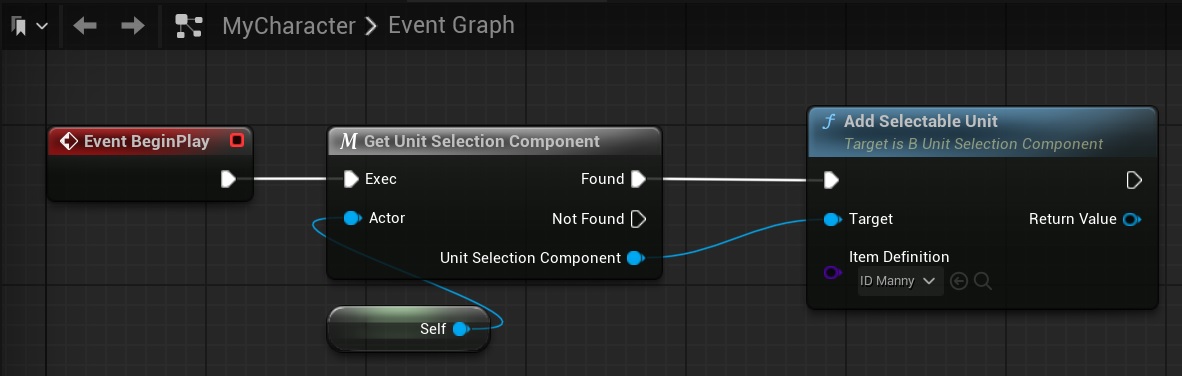 MyCharacter > Event Graph
Event BeginPlay
Get Unit Selection Component
Exec
Found
Actor
Not Found
Unit Selection Component
Self
Add Selectable Unit
Target is B Unit Selection Component
Target
Return Value
Item Definition
ID Manny